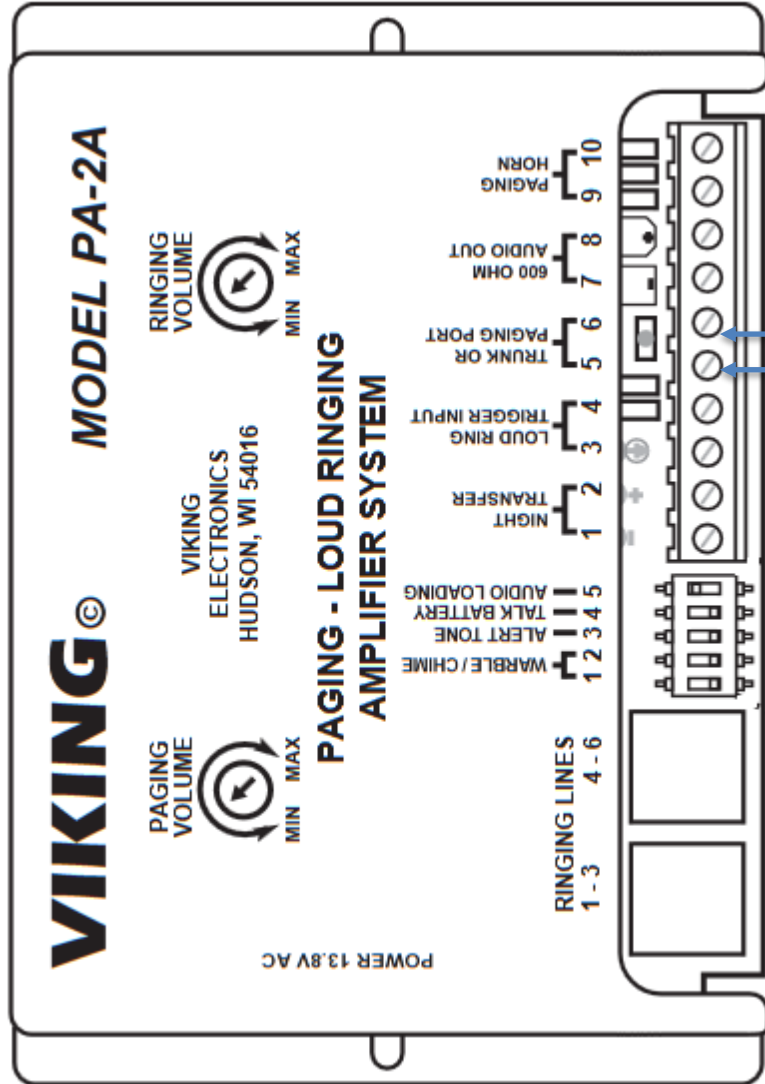 VIKING©
MODEL PA-2A
PAGING
VOLUME
MIN MAX
VIKING
ELECTRONICS
HUDSON, WI 54016
RINGING
VOLUME
MIN MAX
PAGING - LOUD RINGING
AMPLIFIER SYSTEM
POWER 13.8V AC
RINGING LINES
1 - 3 4 - 6
WARBLE / CHIME
ALERT TONE
TALK BATTERY
AUDIO LOADING
1 2 3 4 5
NIGHT
TRANSFER
1 2
LOUD RING
TRIGGER INPUT
3 4
TRUNK OR
PAGING PORT
5 6
600 OHM
AUDIO OUT
7 8
PAGING
HORN
9 10